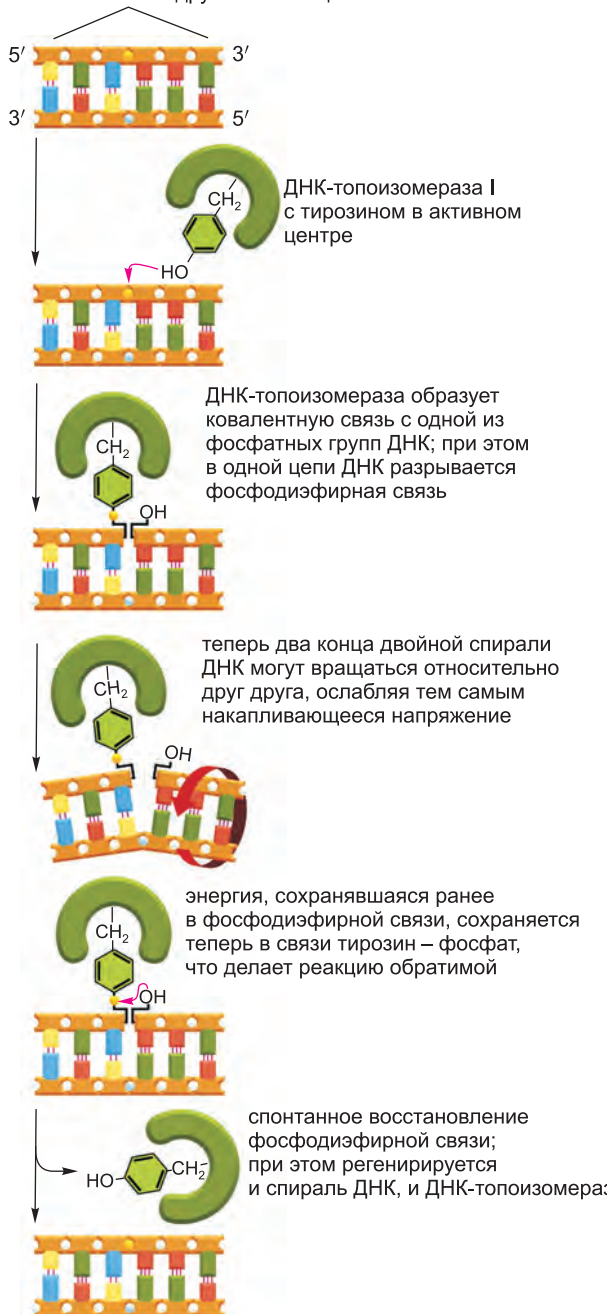 5′ 3′
3′ 5′
ДНК-топоизомераза I
с тирозином в активном
центре
CH2
HO
ДНК-топоизомераза образует
ковалентную связь с одной из
фосфатных групп ДНК; при этом
в одной цепи ДНК разрывается
фосфодиэфирная связь
CH2
OH
теперь два конца двойной спирали
ДНК могут вращаться относительно
друг друга, ослабляя тем самым
накапливающееся напряжение
CH2
OH
энергия, сохранявшаяся ранее
в фосфодиэфирной связи, сохраняется
теперь в связи тирозин – фосфат,
что делает реакцию обратимой
CH2
OH
спонтанное восстановление
фосфодиэфирной связи;
при этом регенирируется
и спираль ДНК, и ДНК-топоизомераз
HO CH2